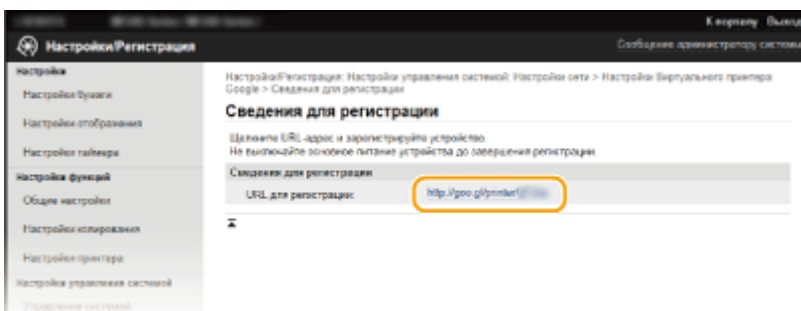 К порталу Выход
Настройки/Регистрация
Сообщение администратору системы
Настройки
Настройки бумаги
Настройки отображения
Настройки таймера
Настройки функций
Общие настройки
Настройки копирования
Настройки принтера
Настройки управления системой
Управление системой
Настройки/Регистрация: Настройки управления системой: Настройки сети > Настройки Виртуального принтера
Google > Сведения для регистрации
Сведения для регистрации
Щелкните URL-адрес и зарегистрируйте устройство.
Не выключайте основное питание устройства до завершения регистрации.
Сведения для регистрации
URL для регистрации:
http://goo.gl/printer/